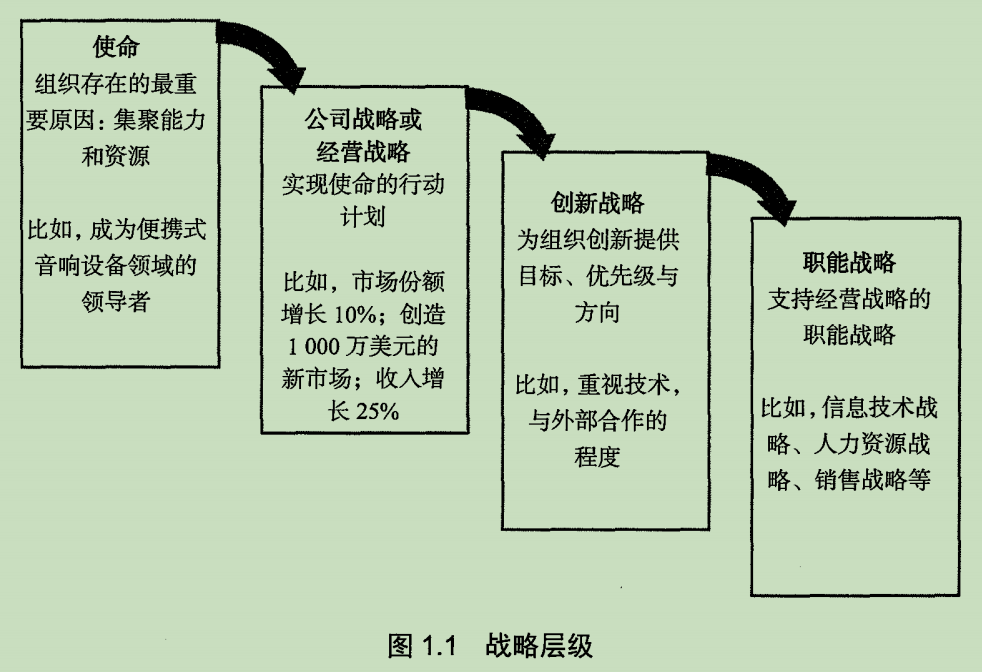 使命
组织存在的最重
要原因：集聚能力
和资源
比如，成为便携式
音响设备领域的
领导者
公司战略或
经营战略
实现使命的行动
计划
比如，市场份额
增长 10%；创造
1 000 万美元的
新市场；收入增
长 25%
创新战略
为组织创新提供
目标、优先级与
方向
比如，重视技术，
与外部合作的
程度
职能战略
支持经营战略的
职能战略
比如，信息技术战
略、人力资源战
略、销售战略等
图 1.1 战略层级